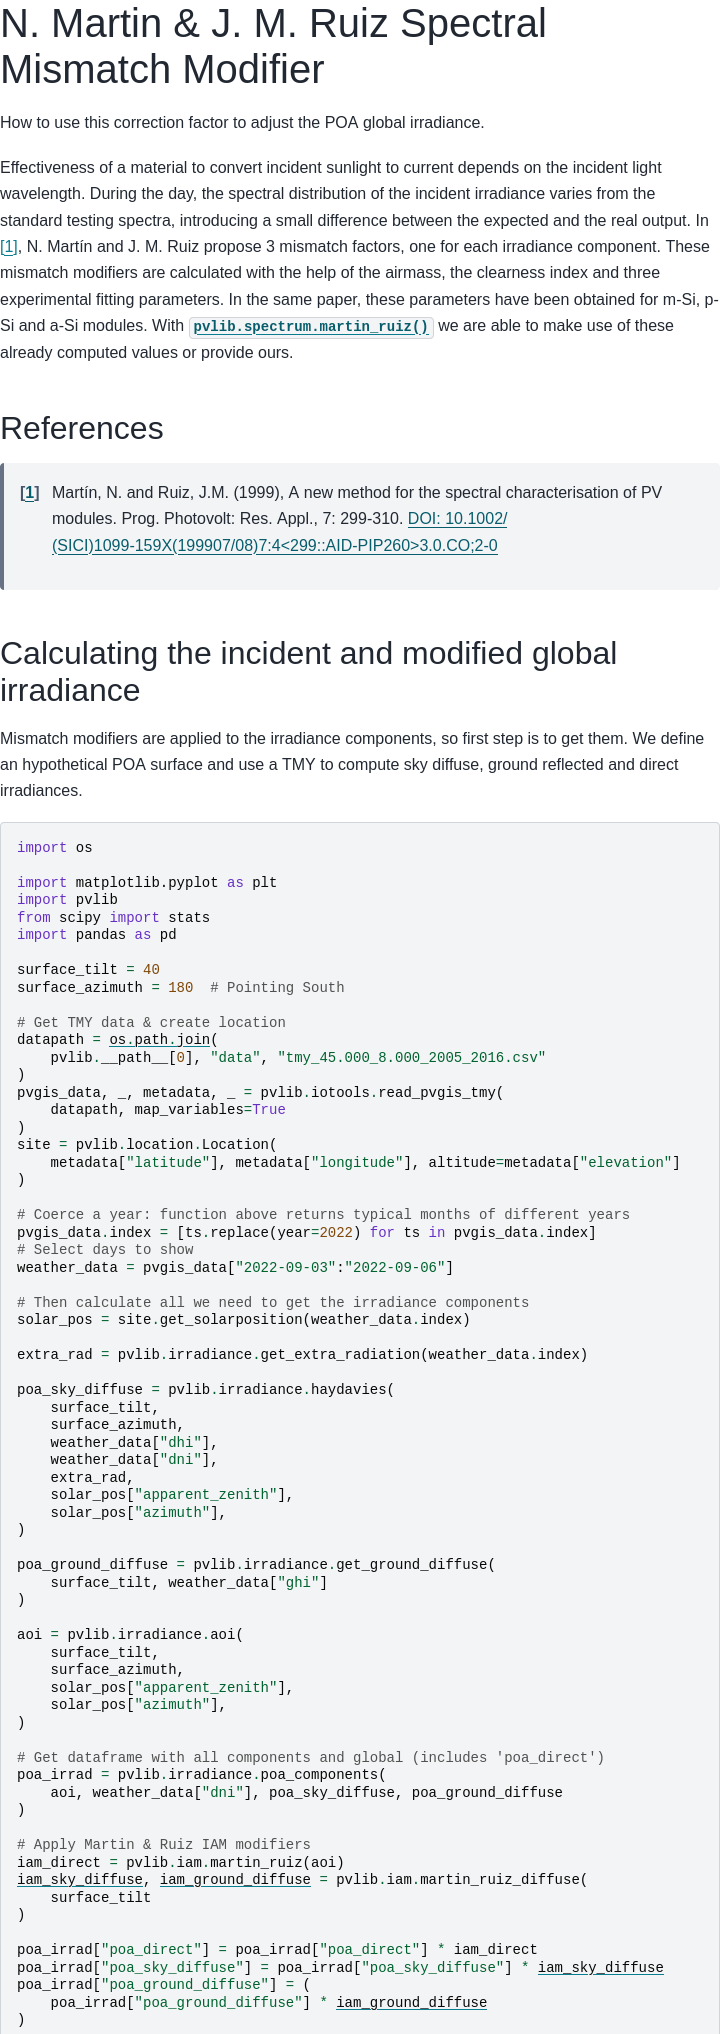 N. Martin & J. M. Ruiz Spectral
Mismatch Modifier
How to use this correction factor to adjust the POA global irradiance.
Effectiveness of a material to convert incident sunlight to current depends on the incident light
wavelength. During the day, the spectral distribution of the incident irradiance varies from the
standard testing spectra, introducing a small difference between the expected and the real output. In
[1], N. Martín and J. M. Ruiz propose 3 mismatch factors, one for each irradiance component. These
mismatch modifiers are calculated with the help of the airmass, the clearness index and three
experimental fitting parameters. In the same paper, these parameters have been obtained for m-Si, p-
Si and a-Si modules. With pvlib.spectrum.martin_ruiz() we are able to make use of these
already computed values or provide ours.
References
[1] Martín, N. and Ruiz, J.M. (1999), A new method for the spectral characterisation of PV
modules. Prog. Photovolt: Res. Appl., 7: 299-310. DOI: 10.1002/
(SICI)1099-159X(199907/08)7:4<299::AID-PIP260>3.0.CO;2-0
Calculating the incident and modified global
irradiance
Mismatch modifiers are applied to the irradiance components, so first step is to get them. We define
an hypothetical POA surface and use a TMY to compute sky diffuse, ground reflected and direct
irradiances.
import os
import matplotlib.pyplot as plt
import pvlib
from scipy import stats
import pandas as pd
surface_tilt = 40
surface_azimuth = 180  # Pointing South
# Get TMY data & create location
datapath = os.path.join(
    pvlib.__path__[0], "data", "tmy_45.000_8.000_2005_2016.csv"
)
pvgis_data, _, metadata, _ = pvlib.iotools.read_pvgis_tmy(
    datapath, map_variables=True
)
site = pvlib.location.Location(
    metadata["latitude"], metadata["longitude"], altitude=metadata["elevation"]
)
# Coerce a year: function above returns typical months of different years
pvgis_data.index = [ts.replace(year=2022) for ts in pvgis_data.index]
# Select days to show
weather_data = pvgis_data["2022-09-03":"2022-09-06"]
# Then calculate all we need to get the irradiance components
solar_pos = site.get_solarposition(weather_data.index)
extra_rad = pvlib.irradiance.get_extra_radiation(weather_data.index)
poa_sky_diffuse = pvlib.irradiance.haydavies(
    surface_tilt,
    surface_azimuth,
    weather_data["dhi"],
    weather_data["dni"],
    extra_rad,
    solar_pos["apparent_zenith"],
    solar_pos["azimuth"],
)
poa_ground_diffuse = pvlib.irradiance.get_ground_diffuse(
    surface_tilt, weather_data["ghi"]
)
aoi = pvlib.irradiance.aoi(
    surface_tilt,
    surface_azimuth,
    solar_pos["apparent_zenith"],
    solar_pos["azimuth"],
)
# Get dataframe with all components and global (includes 'poa_direct')
poa_irrad = pvlib.irradiance.poa_components(
    aoi, weather_data["dni"], poa_sky_diffuse, poa_ground_diffuse
)
# Apply Martin & Ruiz IAM modifiers
iam_direct = pvlib.iam.martin_ruiz(aoi)
iam_sky_diffuse, iam_ground_diffuse = pvlib.iam.martin_ruiz_diffuse(
    surface_tilt
)
poa_irrad["poa_direct"] = poa_irrad["poa_direct"] * iam_direct
poa_irrad["poa_sky_diffuse"] = poa_irrad["poa_sky_diffuse"] * iam_sky_diffuse
poa_irrad["poa_ground_diffuse"] = (
    poa_irrad["poa_ground_diffuse"] * iam_ground_diffuse
)